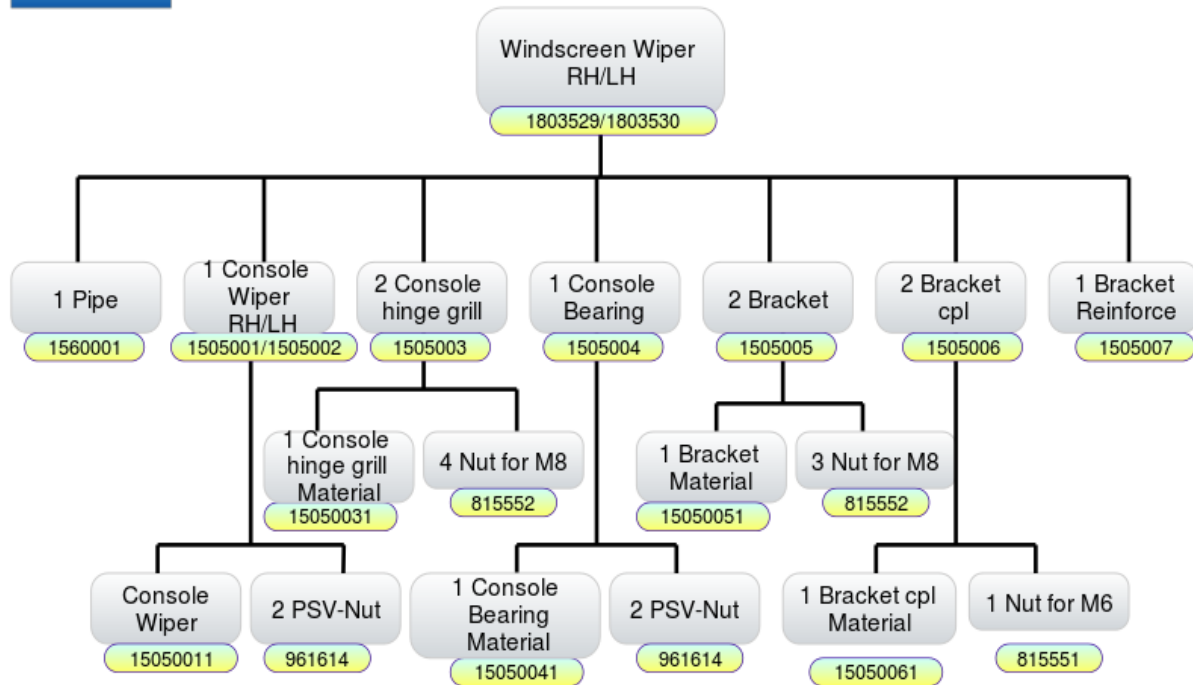 Windscreen Wiper
RH/LH
1803529/1803530
1 Pipe
1560001
1 Console
Wiper
RH/LH
1505001/1505002
2 Console
hinge grill
1505003
1 Console
Bearing
1505004
2 Bracket
1505005
2 Bracket
cpl
1505006
1 Bracket
Reinforce
1505007
1 Console
hinge grill
Material
15050031
4 Nut for M8
815552
1 Bracket
Material
15050051
3 Nut for M8
815552
Console
Wiper
15050011
2 PSV-Nut
961614
1 Console
Bearing
Material
15050041
2 PSV-Nut
961614
1 Bracket cpl
Material
15050061
1 Nut for M6
815551